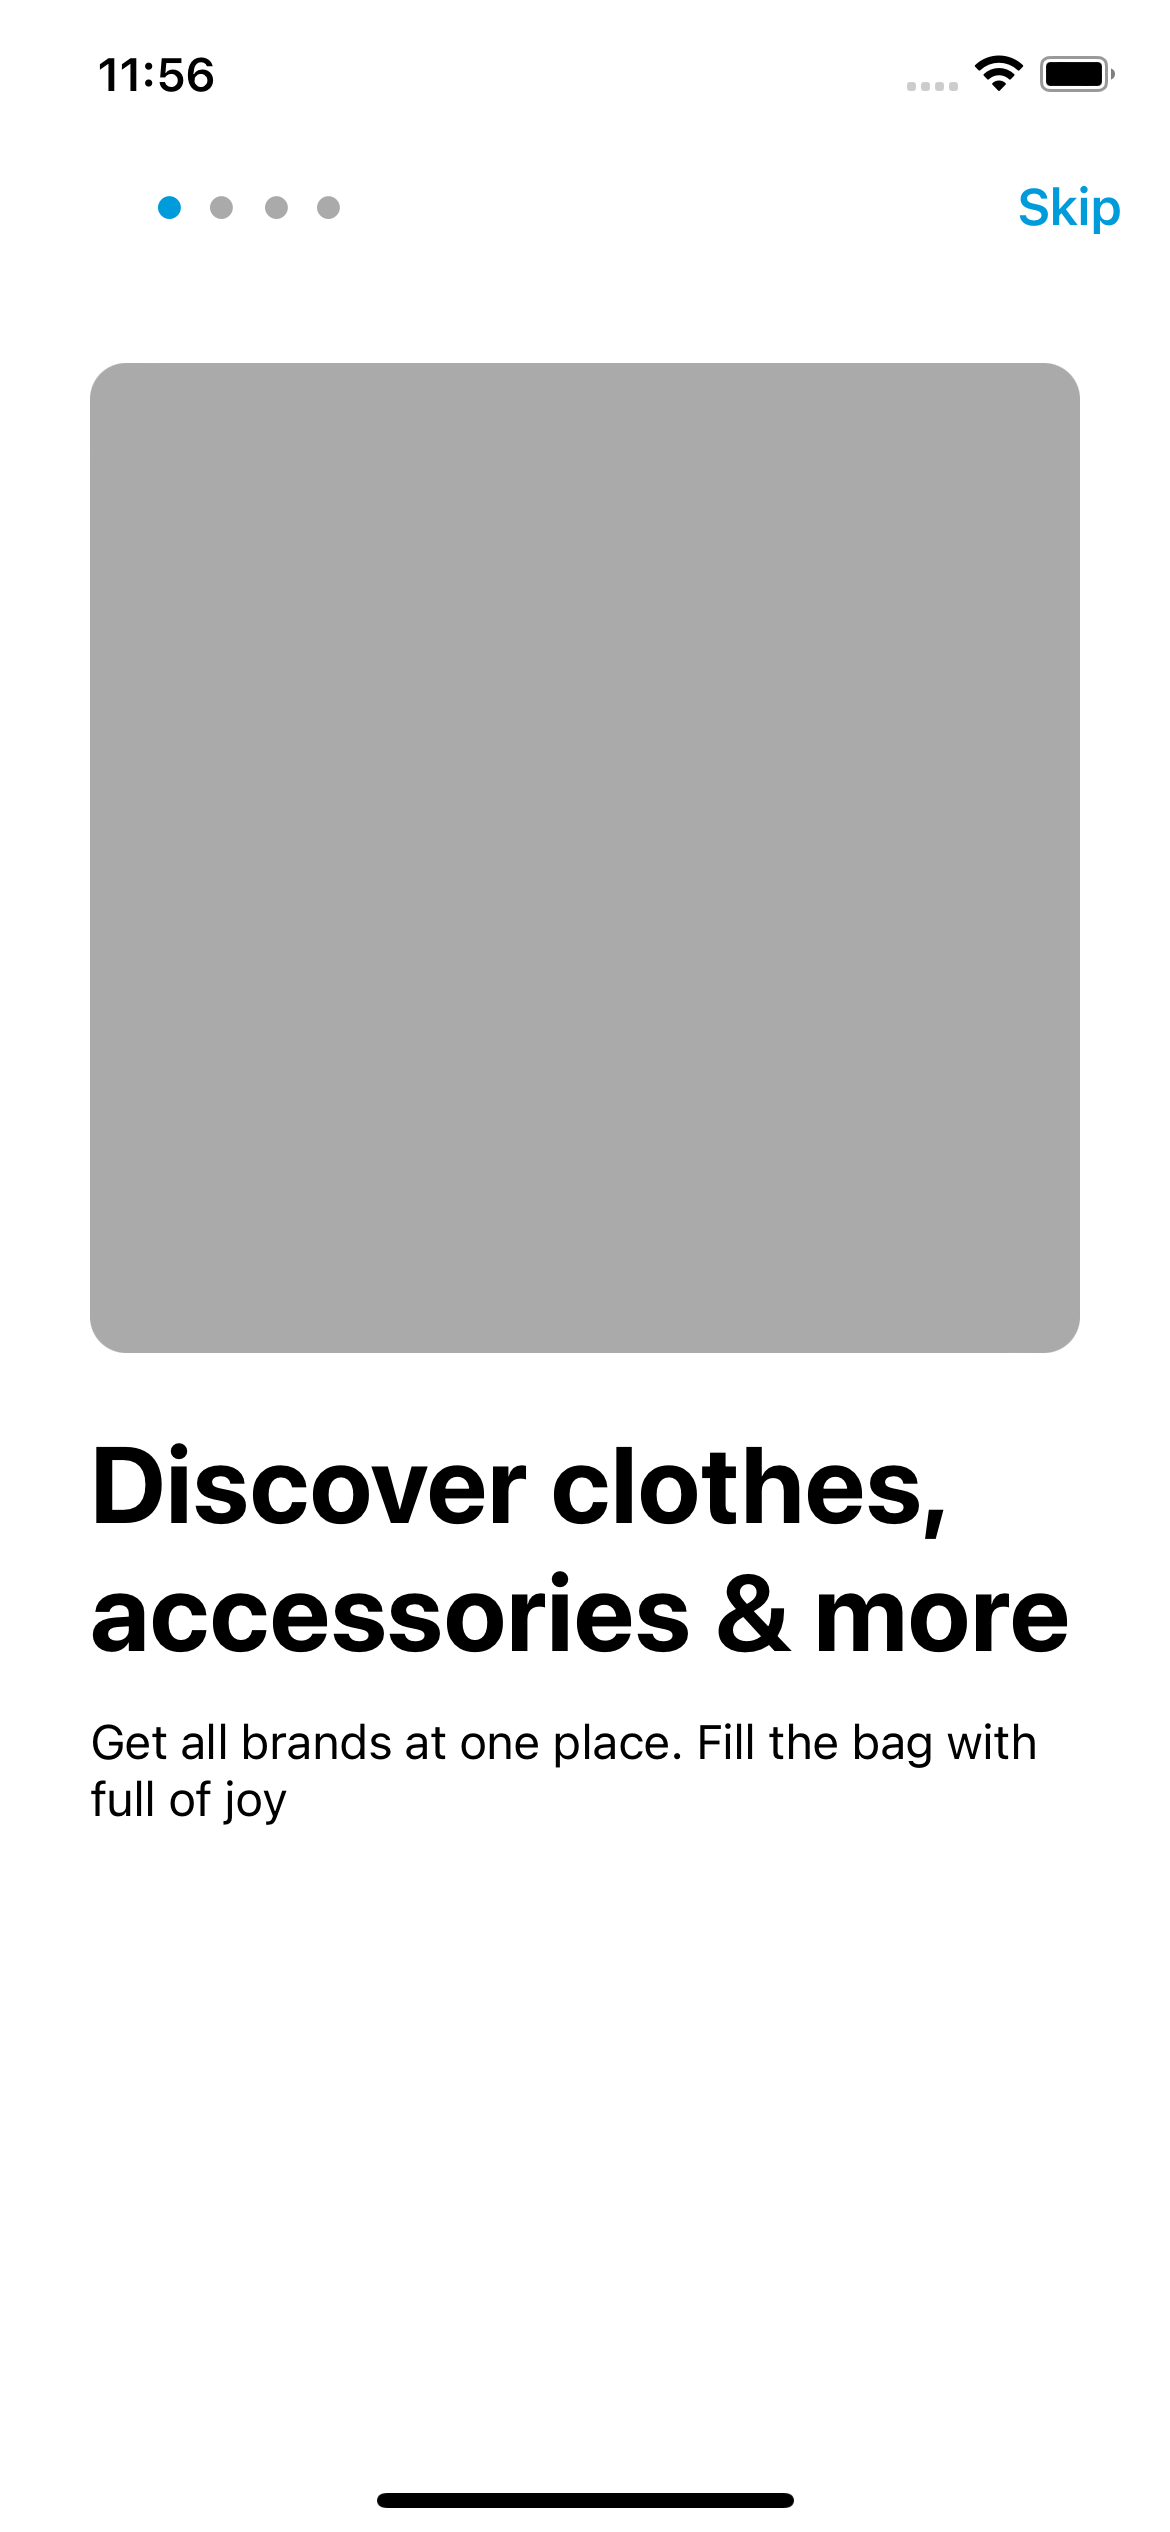 11:56
Skip
Discover clothes,
accessories & more
Get all brands at one place. Fill the bag with
full of joy